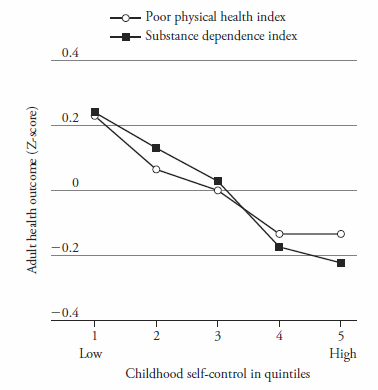 Poor physical health index
Substance dependence index
0.4
0.2
0
−0.2
−0.4
Adult health outcome (Z-score)
1 2 3 4 5
Low High
Childhood self-control in quintiles